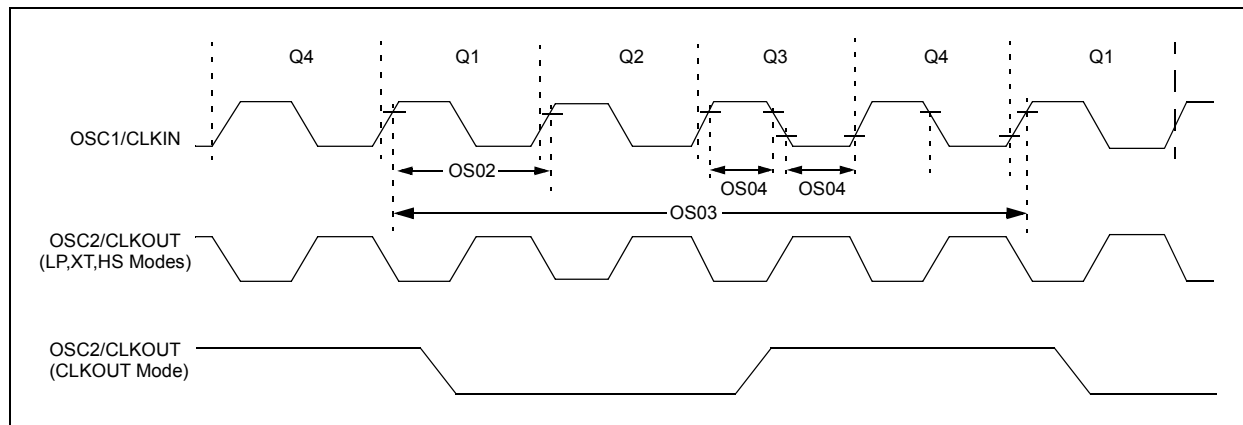 Q4 Q1 Q2 Q3 Q4 Q1
OSC1/CLKIN
OS02 OS04 OS04
OS03
OSC2/CLKOUT
(LP,XT,HS Modes)
OSC2/CLKOUT
(CLKOUT Mode)